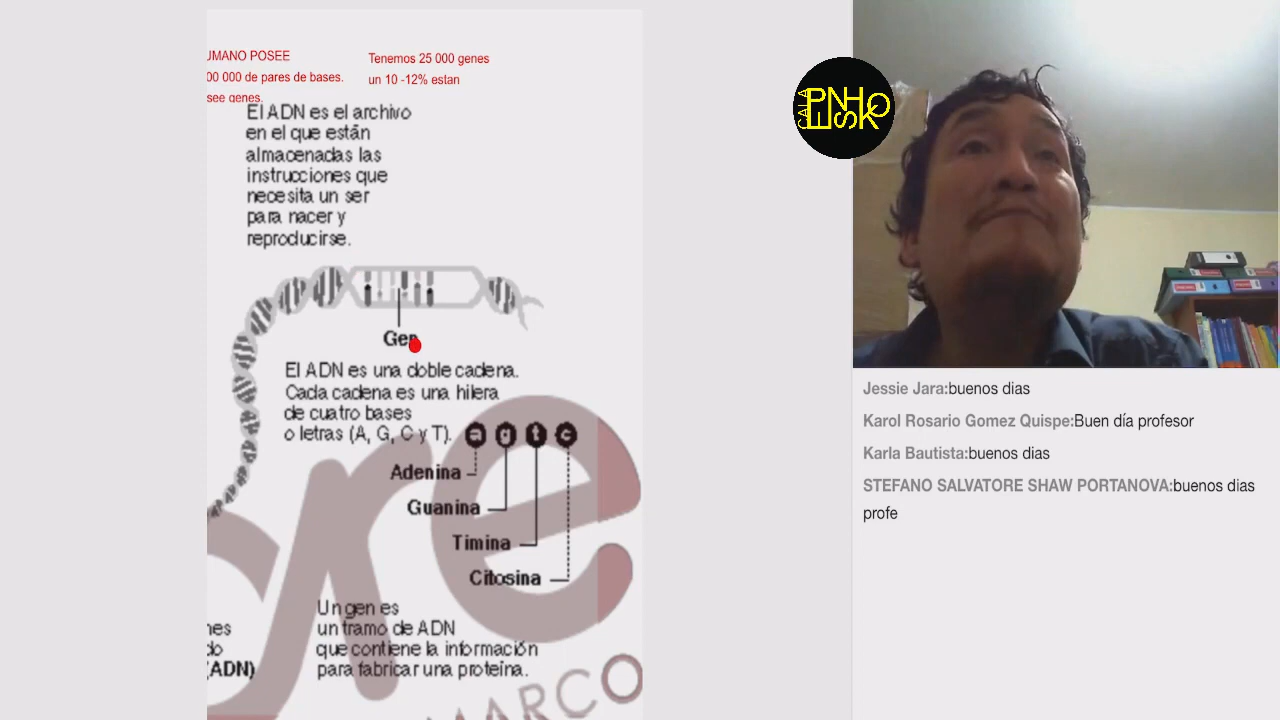 UMANO POSEE
00 000 de pares de bases.
see genes.
Tenemos 25 000 genes
un 10 -12% estan
El ADN es el archivo
en el que están
almacenadas las
instrucciones que
necesita un ser
para nacer y
reproducirse.
Gen
El ADN es una doble cadena.
Cada cadena es una hilera
de cuatro bases
o letras (A, G, C y T).
a g t c
Adenina
Guanina
Timina
Citosina
Un gen es
un tramo de ADN
que contiene la información
para fabricar una proteína.
nes
do
(ADN)
cre
MARCO
CALA
PENHSKO
Jessie Jara:buenos dias
Karol Rosario Gomez Quispe:Buen día profesor
Karla Bautista:buenos dias
STEFANO SALVATORE SHAW PORTANOVA:buenos dias
profe